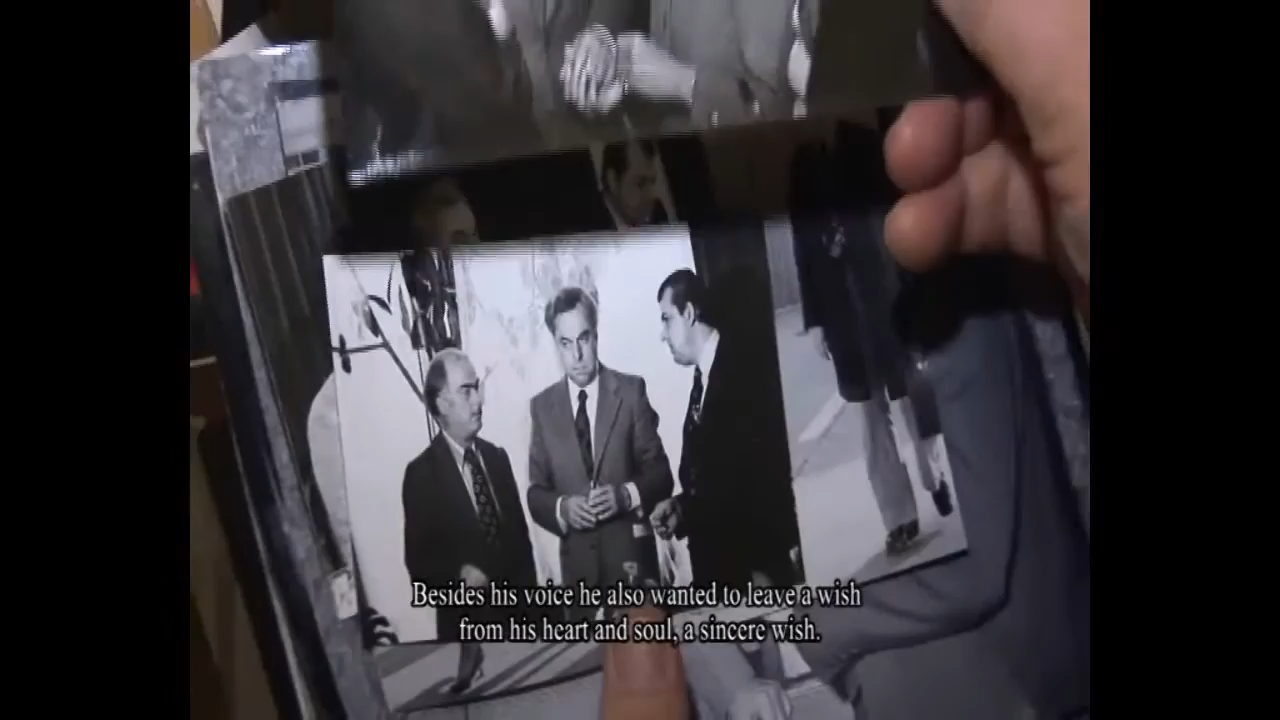 Besides his voice he also wanted to leave a wish
from his heart and soul, a sincere wish.